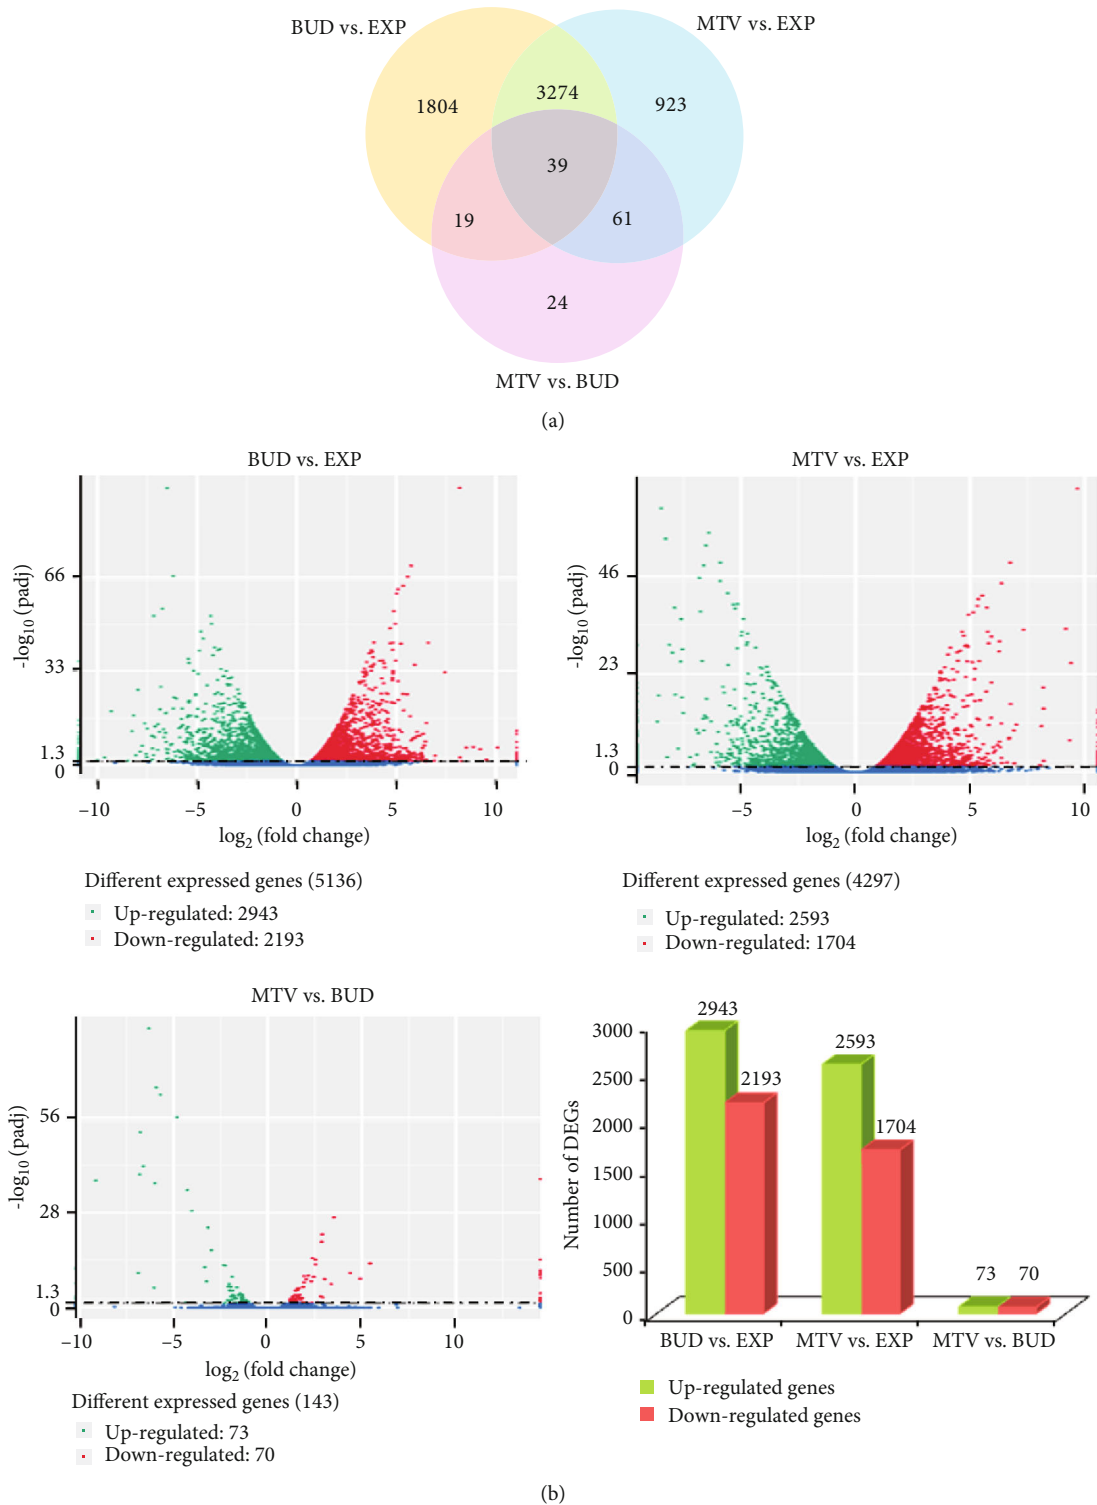 BUD vs. EXP
MTV vs. EXP
1804
3274
923
39
19
61
24
MTV vs. BUD
(a)
BUD vs. EXP
-log10 (padj)
66
33
1.3
0
−10
−5
0
5
10
log2 (fold change)
Different expressed genes (5136)
Up-regulated: 2943
Down-regulated: 2193
MTV vs. EXP
-log10 (padj)
46
23
1.3
0
−5
0
5
10
log2 (fold change)
Different expressed genes (4297)
Up-regulated: 2593
Down-regulated: 1704
MTV vs. BUD
-log10 (padj)
56
28
1.3
0
−10
−5
0
5
10
log2 (fold change)
Different expressed genes (143)
Up-regulated: 73
Down-regulated: 70
Number of DEGs
3000
2500
2000
1500
1000
500
0
2943
2193
2593
1704
73
70
BUD vs. EXP
MTV vs. EXP
MTV vs. BUD
Up-regulated genes
Down-regulated genes
(b)